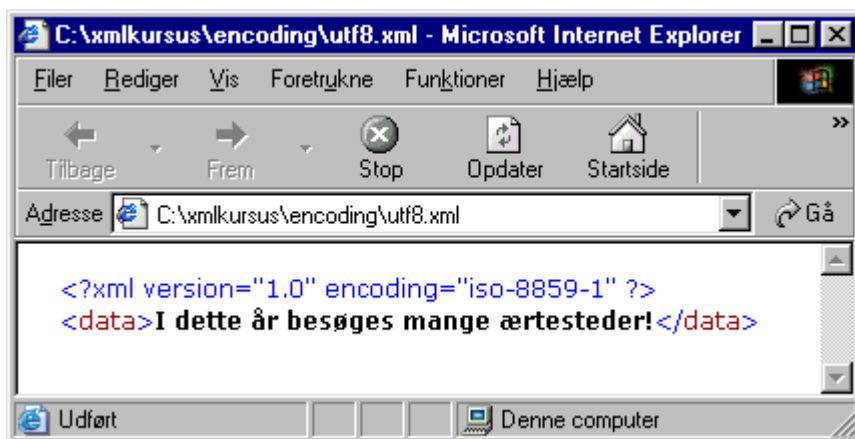 C:\xmlkursus\encoding\utf8.xml - Microsoft Internet Explorer
Filer Rediger Vis Foretrukne Funktioner Hjælp
Tilbage Frem Stop Opdater Startside »
Adresse C:\xmlkursus\encoding\utf8.xml Gå
<?xml version="1.0" encoding="iso-8859-1" ?>
<data>I dette år besøges mange ærtesteder!</data>
Udført Denne computer